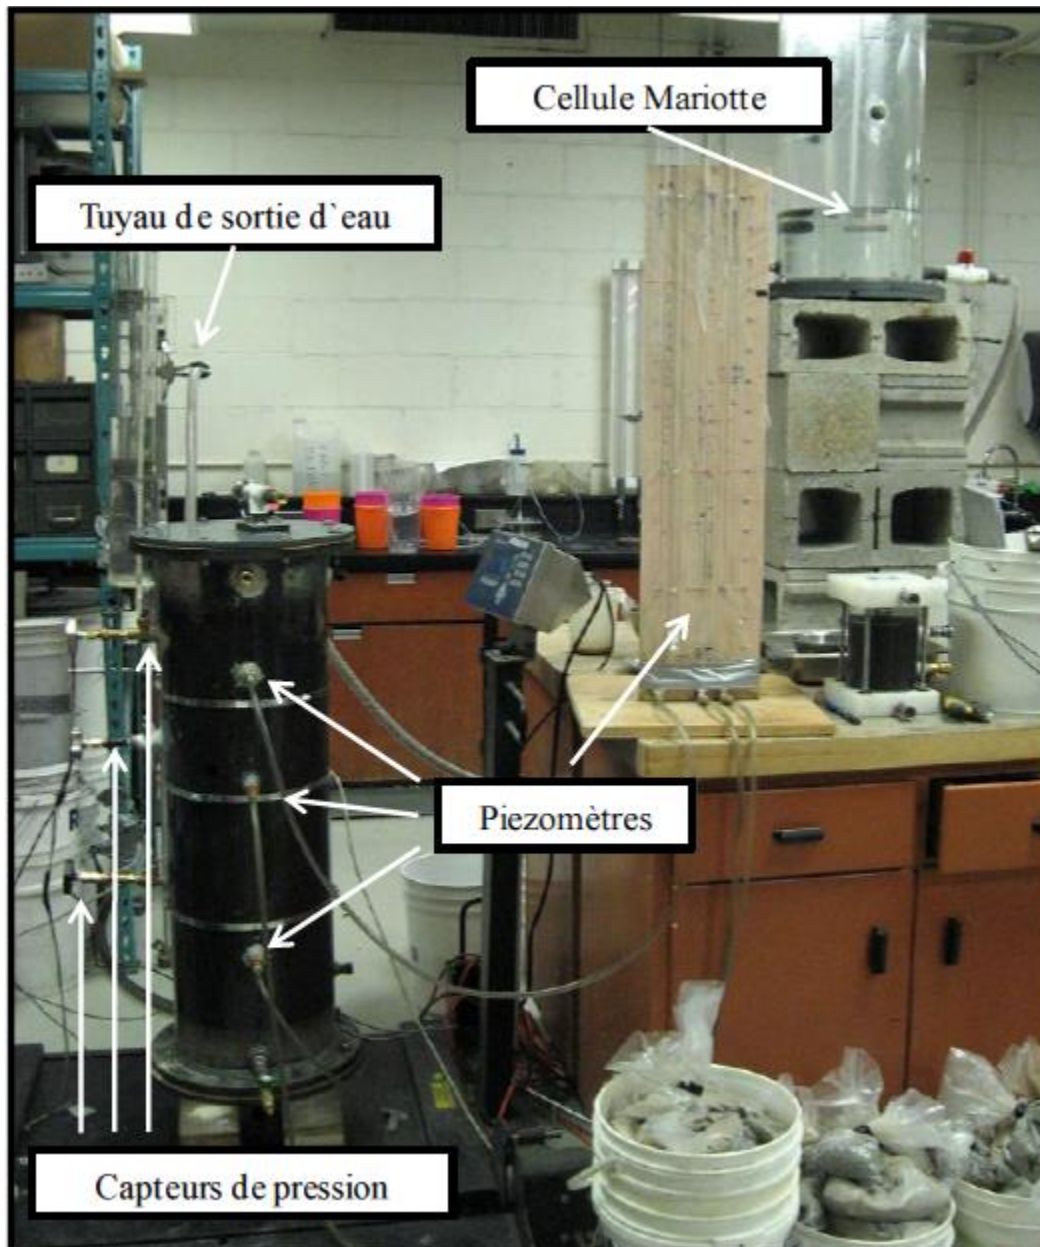 Cellule Mariotte
Tuyau de sortie d`eau
Piezomètres
Capteurs de pression